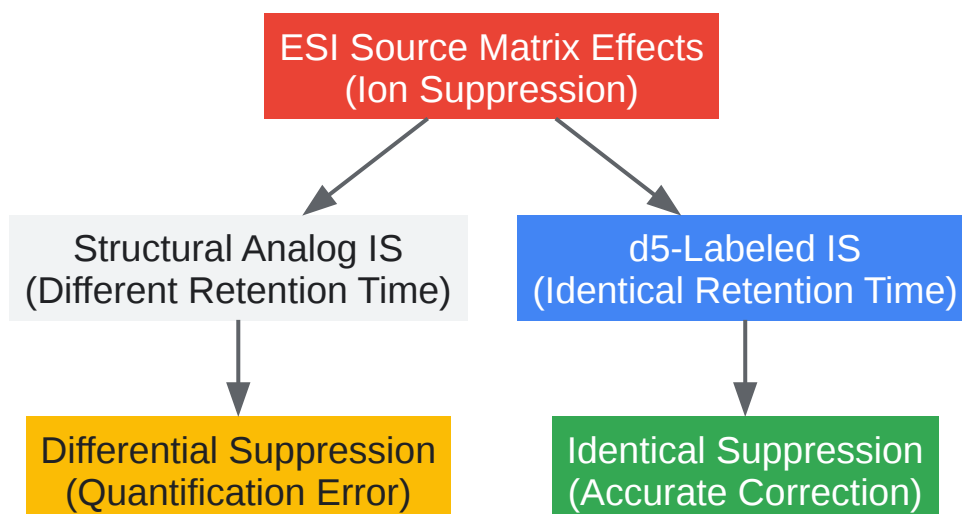 ESI Source Matrix Effects
(Ion Suppression)
Structural Analog IS
(Different Retention Time)
d5-Labeled IS
(Identical Retention Time)
Differential Suppression
(Quantification Error)
Identical Suppression
(Accurate Correction)